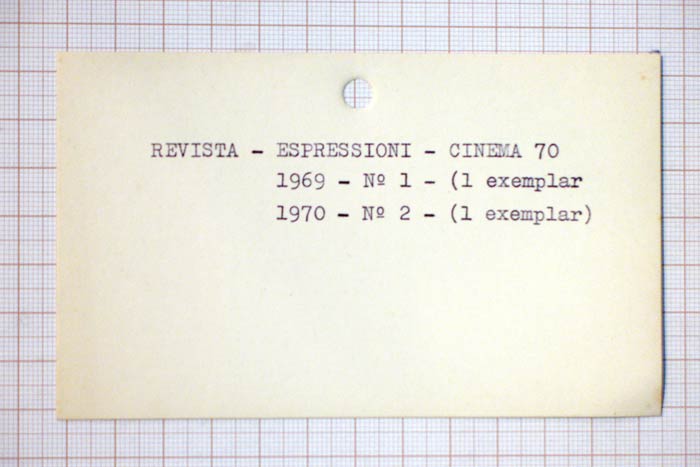 REVISTA - ESPRESSIONI - CINEMA 70
1969 - Nº 1 - (1 exemplar
1970 - Nº 2 - (1 exemplar)